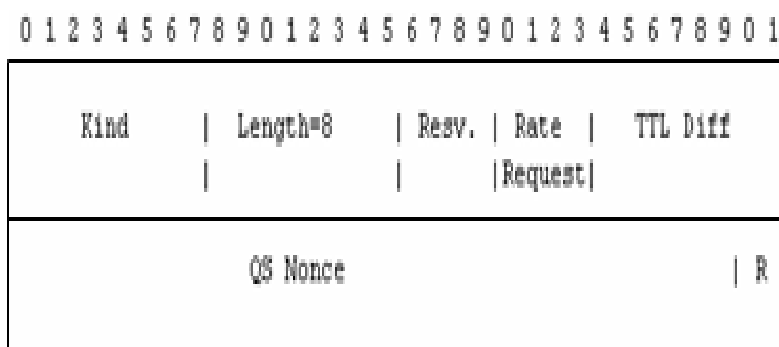 0 1 2 3 4 5 6 7 8 9 0 1 2 3 4 5 6 7 8 9 0 1 2 3 4 5 6 7 8 9 0 1
Kind | Length=8 | Resv. | Rate | TTL Diff
| | |Request|
QS Nonce | R